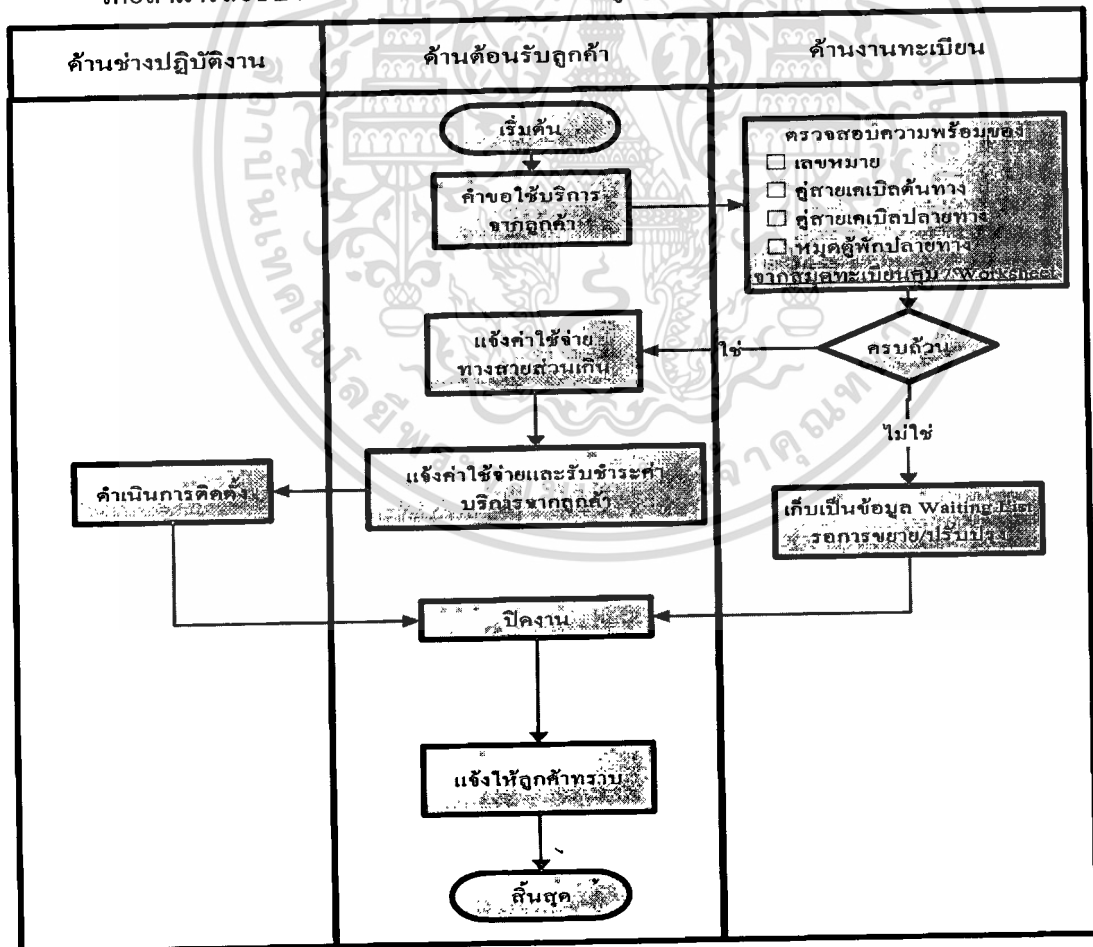 ด้านช่างปฏิบัติงาน
ด้านต้อนรับลูกค้า
ด้านงานทะเบียน
เริ่มต้น
คำขอใช้บริการ
จากลูกค้า
ตรวจสอบความพร้อมของ
เลขหมาย
คู่สายเคเบิลต้นทาง
คู่สายเคเบิลปลายทาง
หมุดตู้พักปลายทาง
จากสมุดทะเบียนคุม / Worksheet
ครบถ้วน
ใช่
ไม่ใช่
แจ้งค่าใช้จ่าย
ทางสายส่วนเกิน
แจ้งค่าใช้จ่ายและรับชำระค่า
บริการจากลูกค้า
ดำเนินการติดตั้ง
เก็บเป็นข้อมูล Waiting List
รอการขยาย/ปรับปรุง
ปิดงาน
แจ้งให้ลูกค้าทราบ
สิ้นสุด